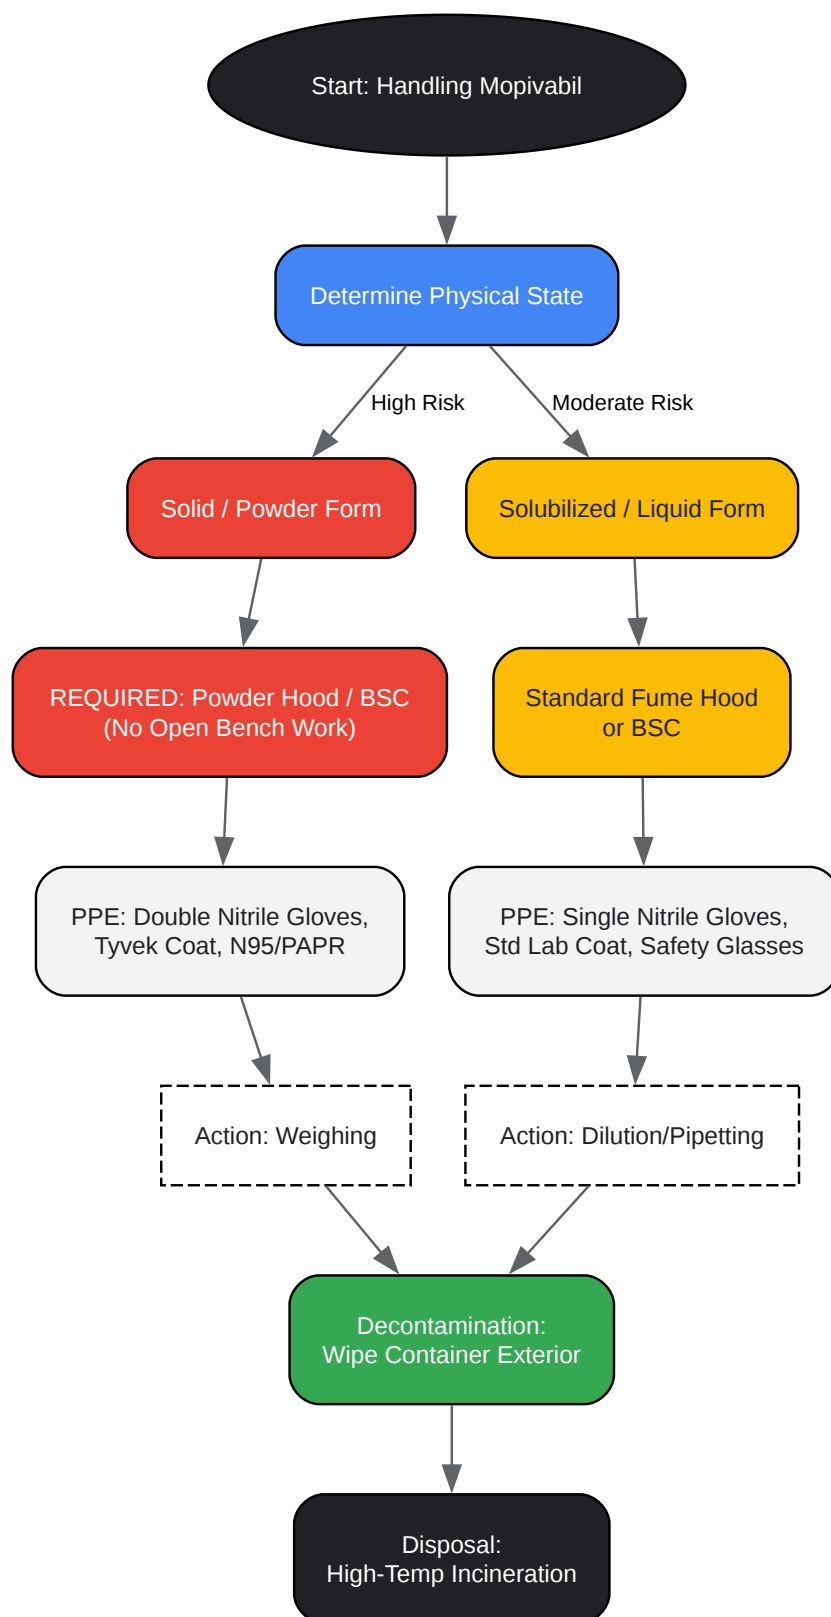 Start: Handling Mopivabil
Determine Physical State
High Risk
Moderate Risk
Solid / Powder Form
Solubilized / Liquid Form
REQUIRED: Powder Hood / BSC
(No Open Bench Work)
Standard Fume Hood
or BSC
PPE: Double Nitrile Gloves,
Tyvek Coat, N95/PAPR
PPE: Single Nitrile Gloves,
Std Lab Coat, Safety Glasses
Action: Weighing
Action: Dilution/Pipetting
Decontamination:
Wipe Container Exterior
Disposal:
High-Temp Incineration